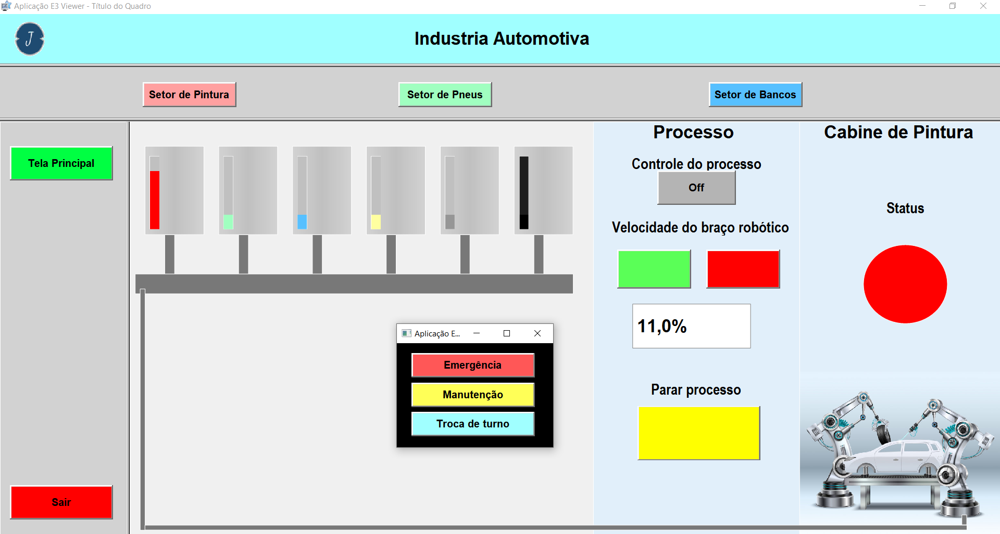 Aplicação E3 Viewer - Título do Quadro
J
Industria Automotiva
Setor de Pintura
Setor de Pneus
Setor de Bancos
Tela Principal
Sair
Processo
Controle do processo
Off
Velocidade do braço robótico
11,0%
Parar processo
Cabine de Pintura
Status
Aplicação E...
Emergência
Manutenção
Troca de turno